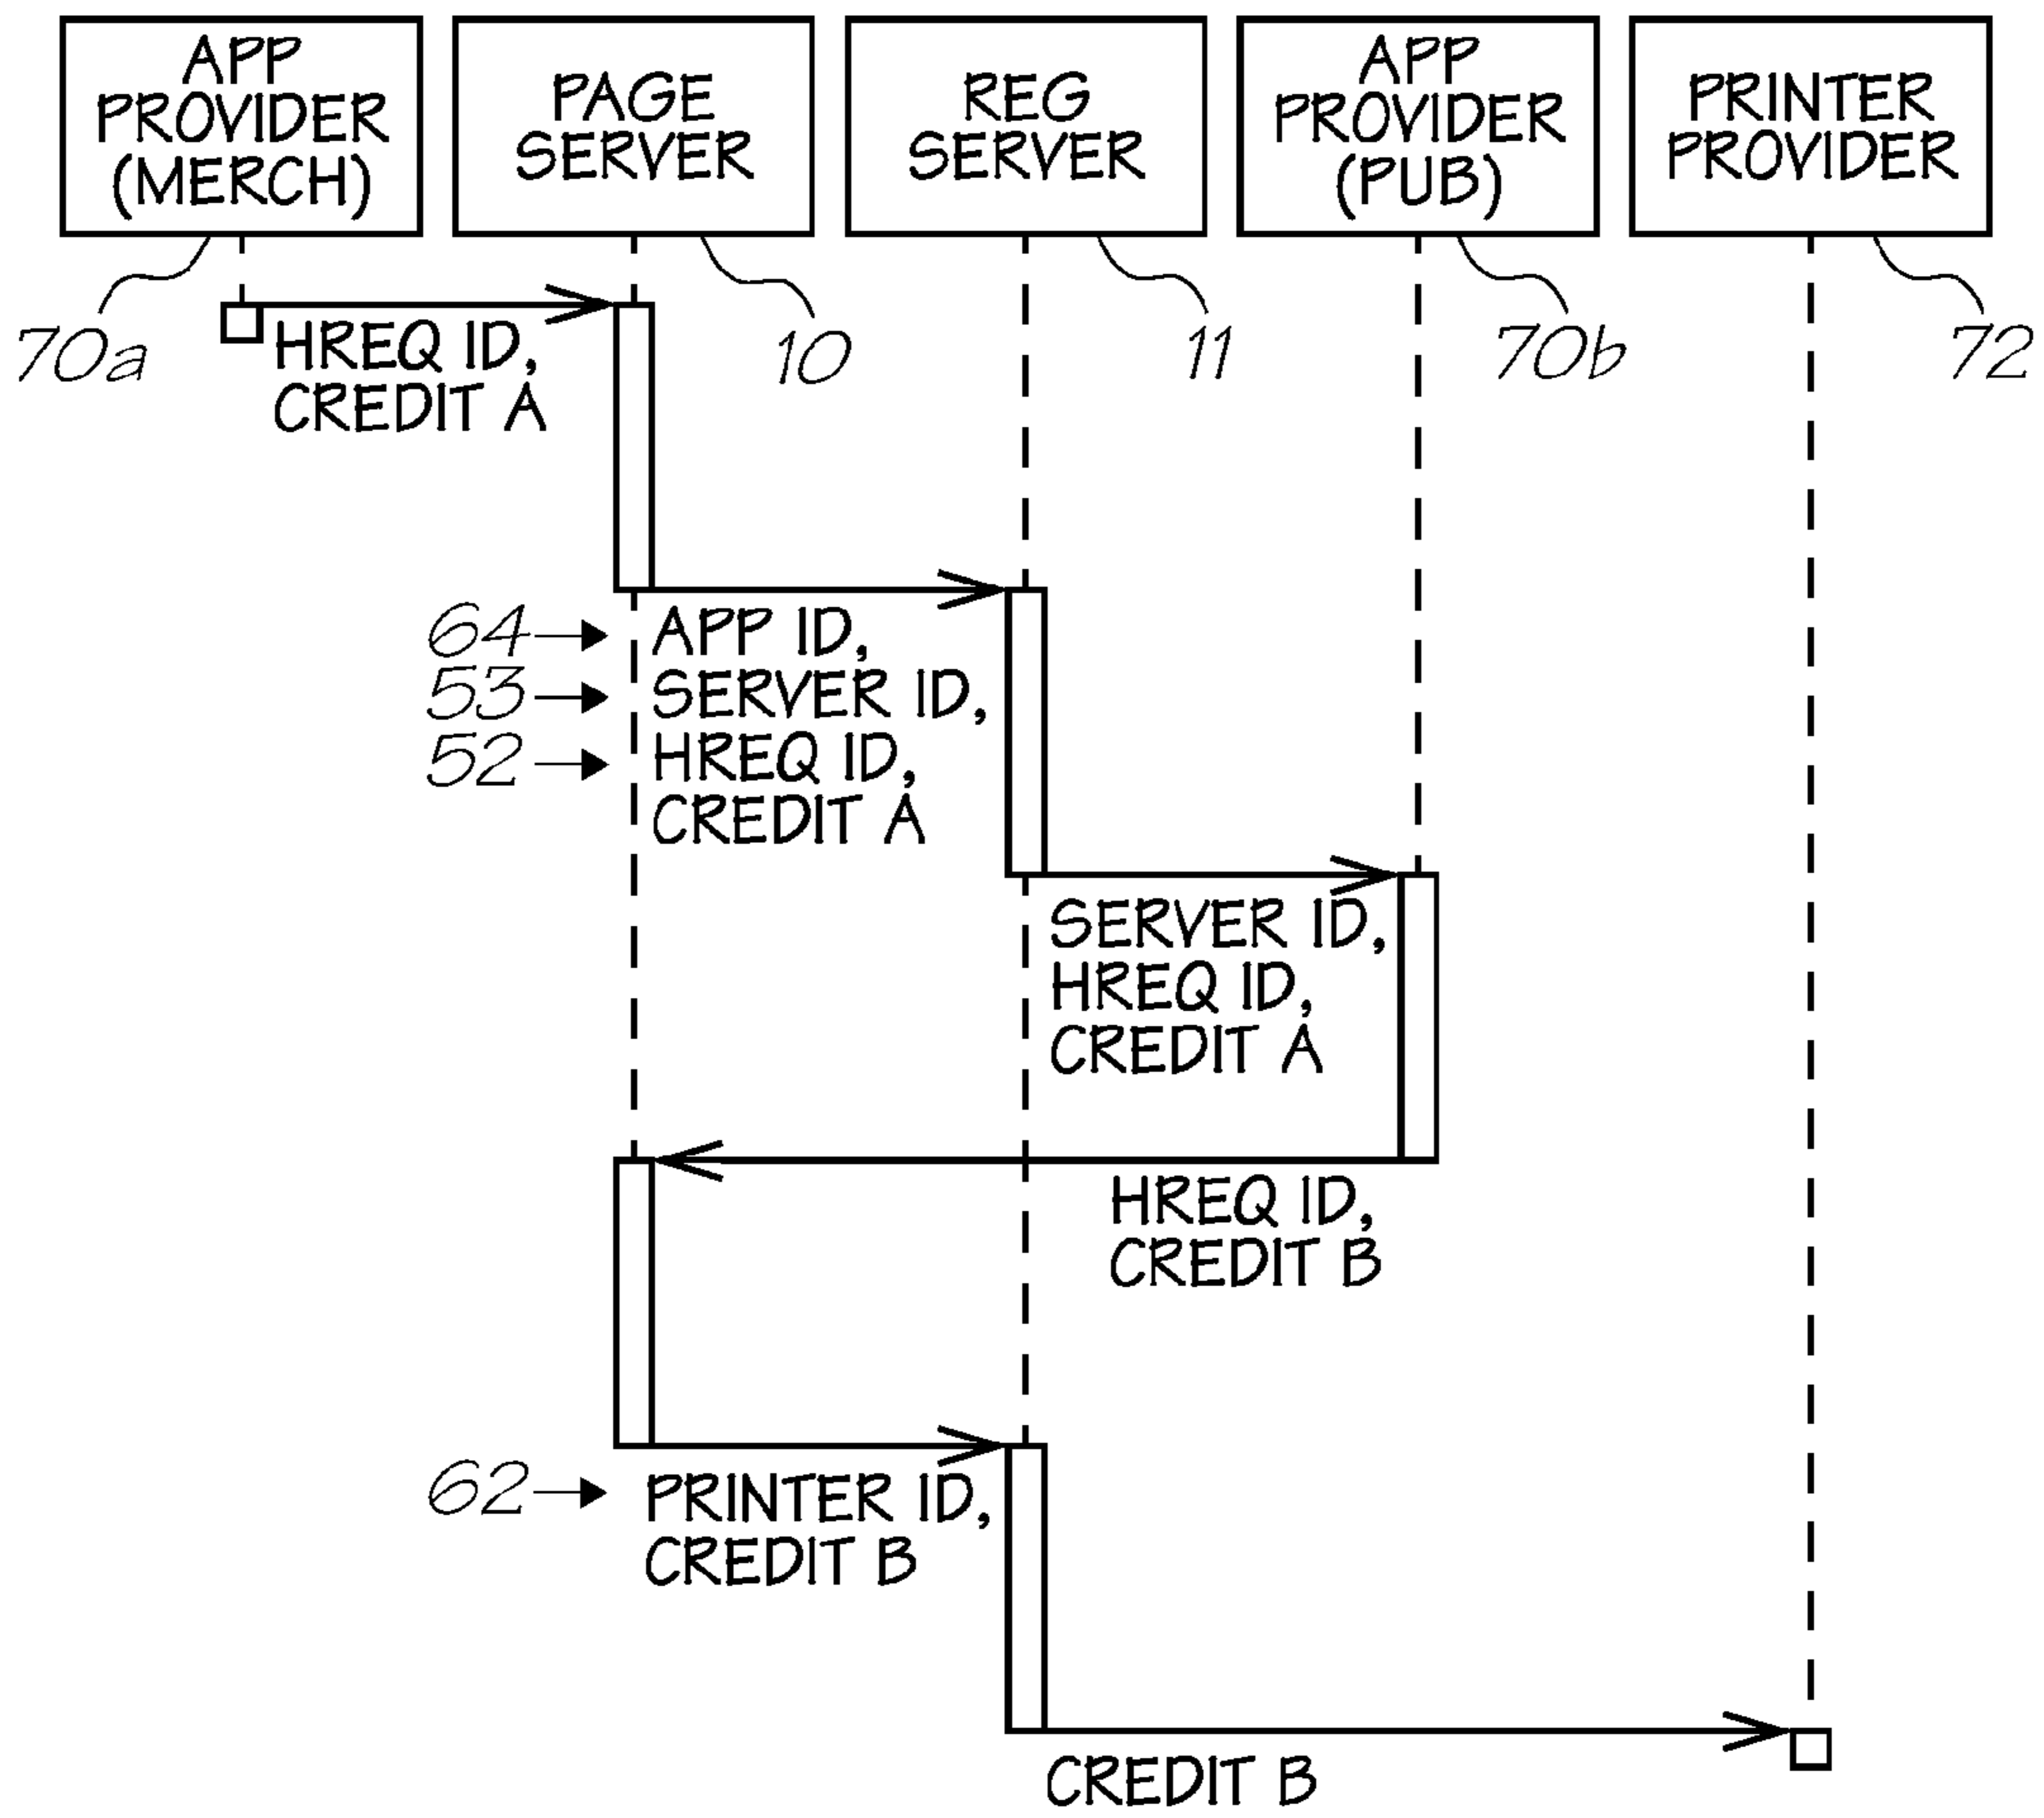 APP
PROVIDER
(MERCH)
PAGE
SERVER
REG
SERVER
APP
PROVIDER
(PUB)
PRINTER
PROVIDER
70a
10
11
70b
72
HREQ ID,
CREDIT A
64
APP ID,
53
SERVER ID,
52
HREQ ID,
CREDIT A
SERVER ID,
HREQ ID,
CREDIT A
HREQ ID,
CREDIT B
62
PRINTER ID,
CREDIT B
CREDIT B